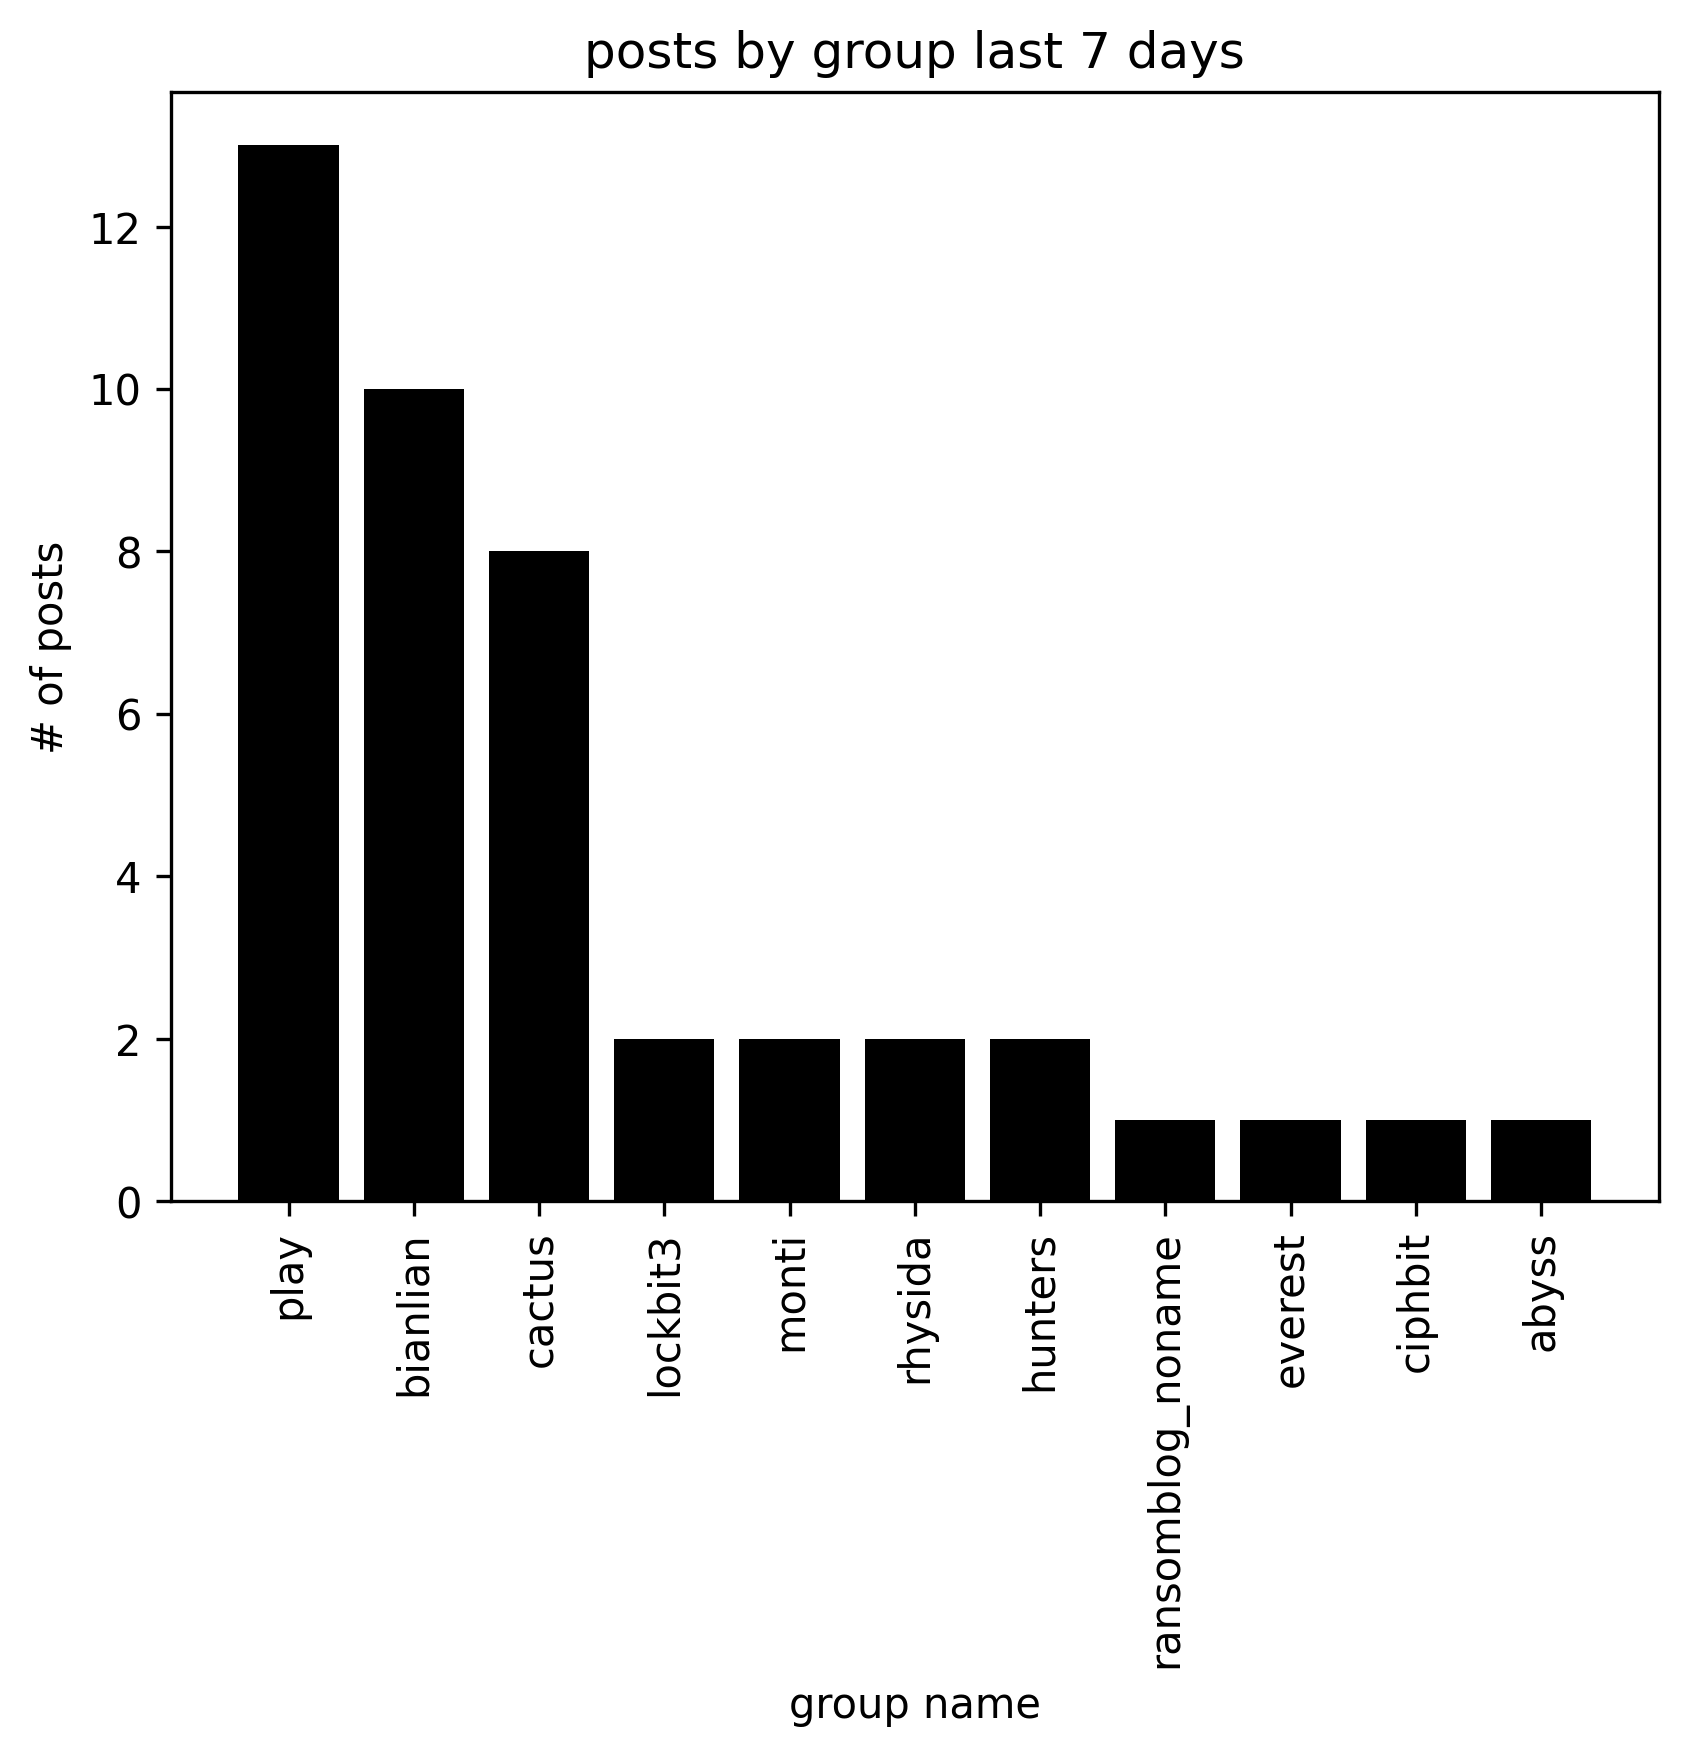 posts by group last 7 days
# of posts
12
10
8
6
4
2
0
play
bianlian
cactus
lockbit3
monti
rhysida
hunters
ransomblog_noname
everest
ciphbit
abyss
group name